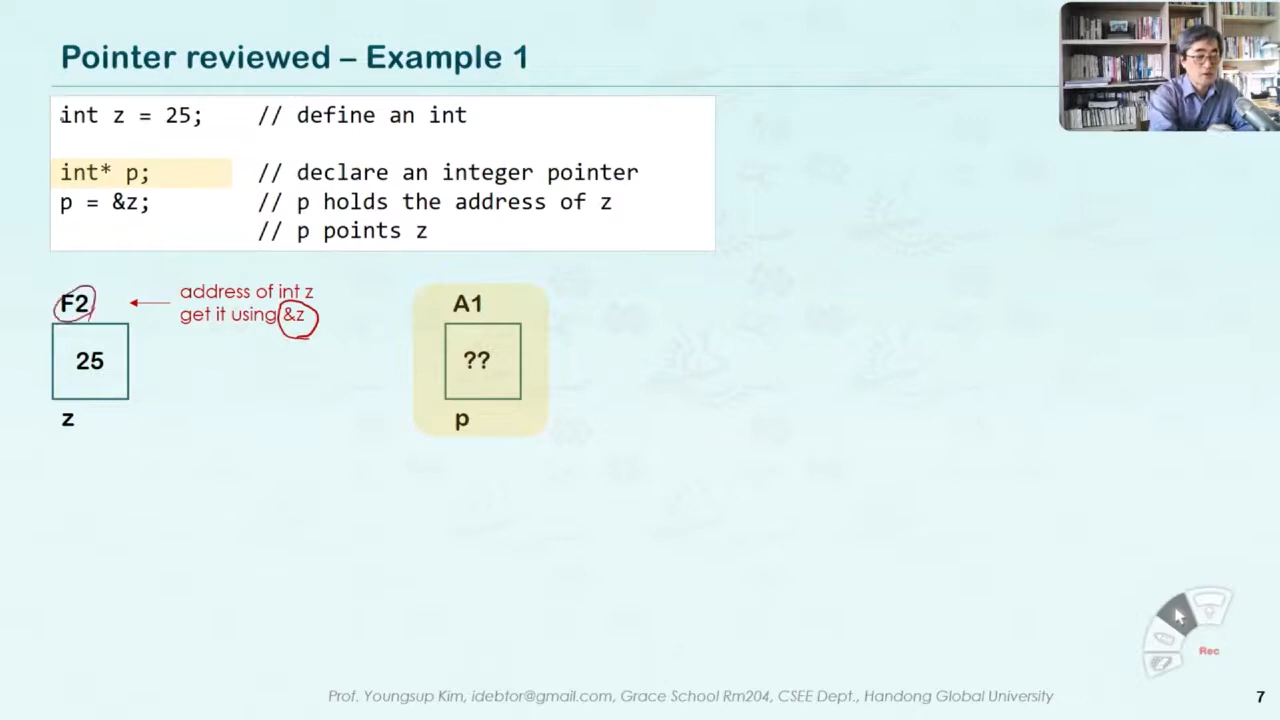 Pointer reviewed – Example 1
int z = 25; // define an int
int* p; // declare an integer pointer
p = &z; // p holds the address of z
// p points z
F2
address of int z
get it using &z
25
z
A1
??
p
Rec
Prof. Youngsup Kim, idebtor@gmail.com, Grace School Rm204, CSEE Dept., Handong Global University
7